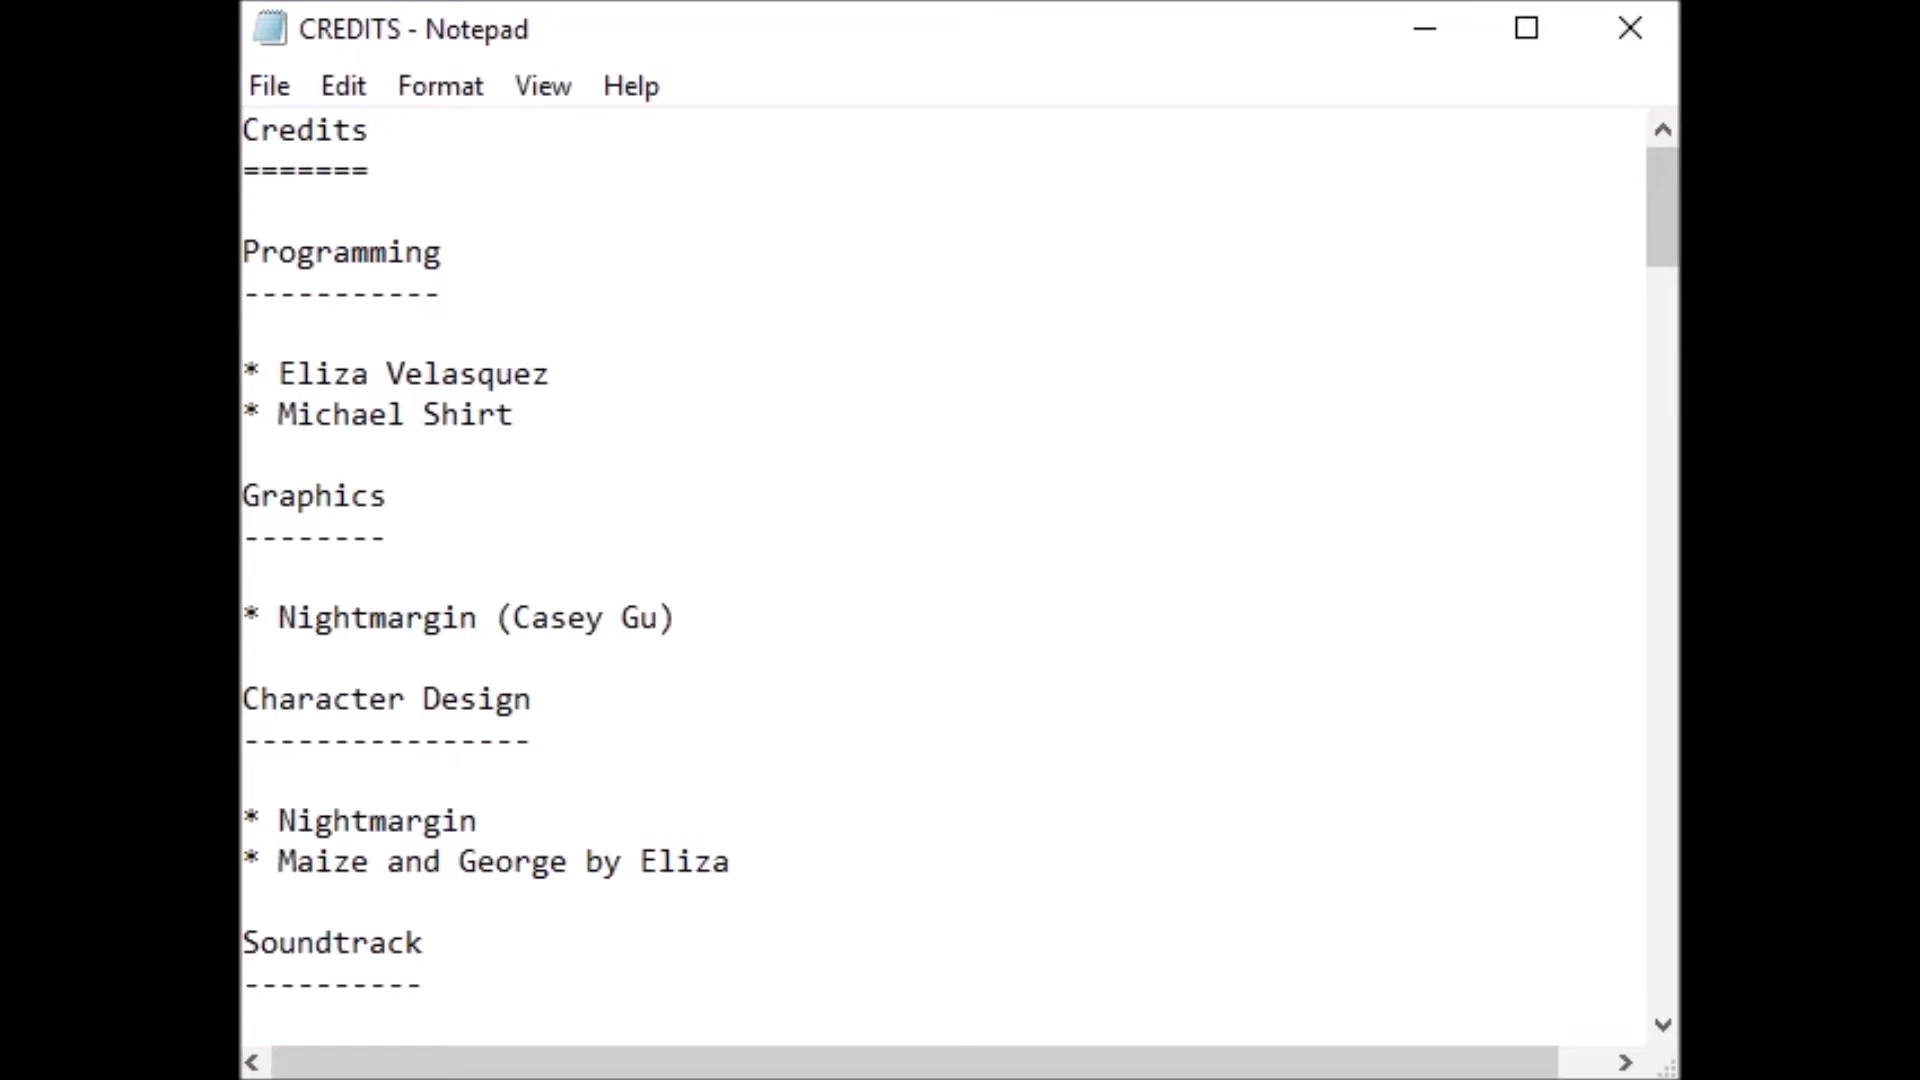 CREDITS - Notepad
File Edit Format View Help
Credits
=======
Programming
-----------
* Eliza Velasquez
* Michael Shirt
Graphics
--------
* Nightmargin (Casey Gu)
Character Design
----------------
* Nightmargin
* Maize and George by Eliza
Soundtrack
----------